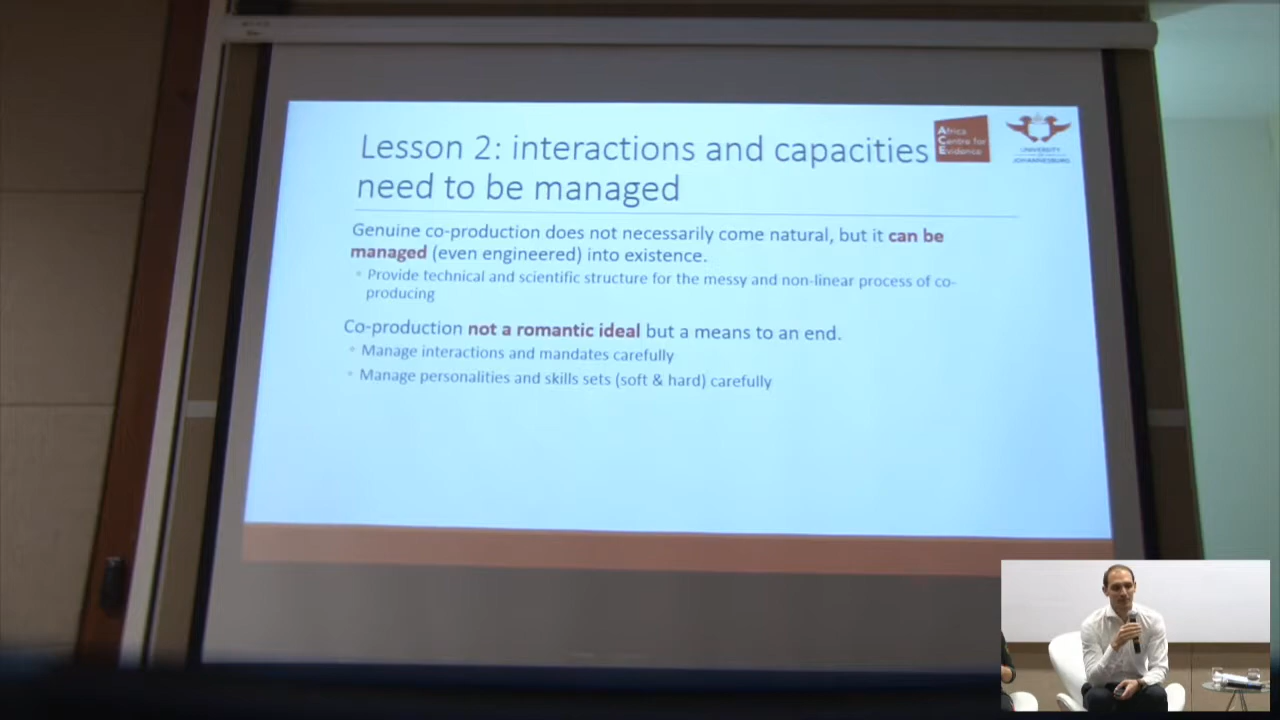 Lesson 2: interactions and capacities
need to be managed
Africa
Centre for
Evidence
UNIVERSITY
OF
JOHANNESBURG
Genuine co-production does not necessarily come natural, but it can be
managed (even engineered) into existence.
Provide technical and scientific structure for the messy and non-linear process of co-
producing
Co-production not a romantic ideal but a means to an end.
Manage interactions and mandates carefully
Manage personalities and skills sets (soft & hard) carefully